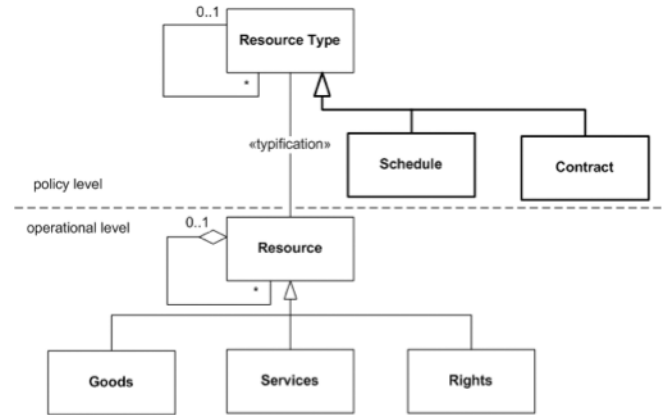 0..1
Resource Type
*
«typification»
Schedule
Contract
policy level
operational level
0..1
Resource
*
Goods
Services
Rights